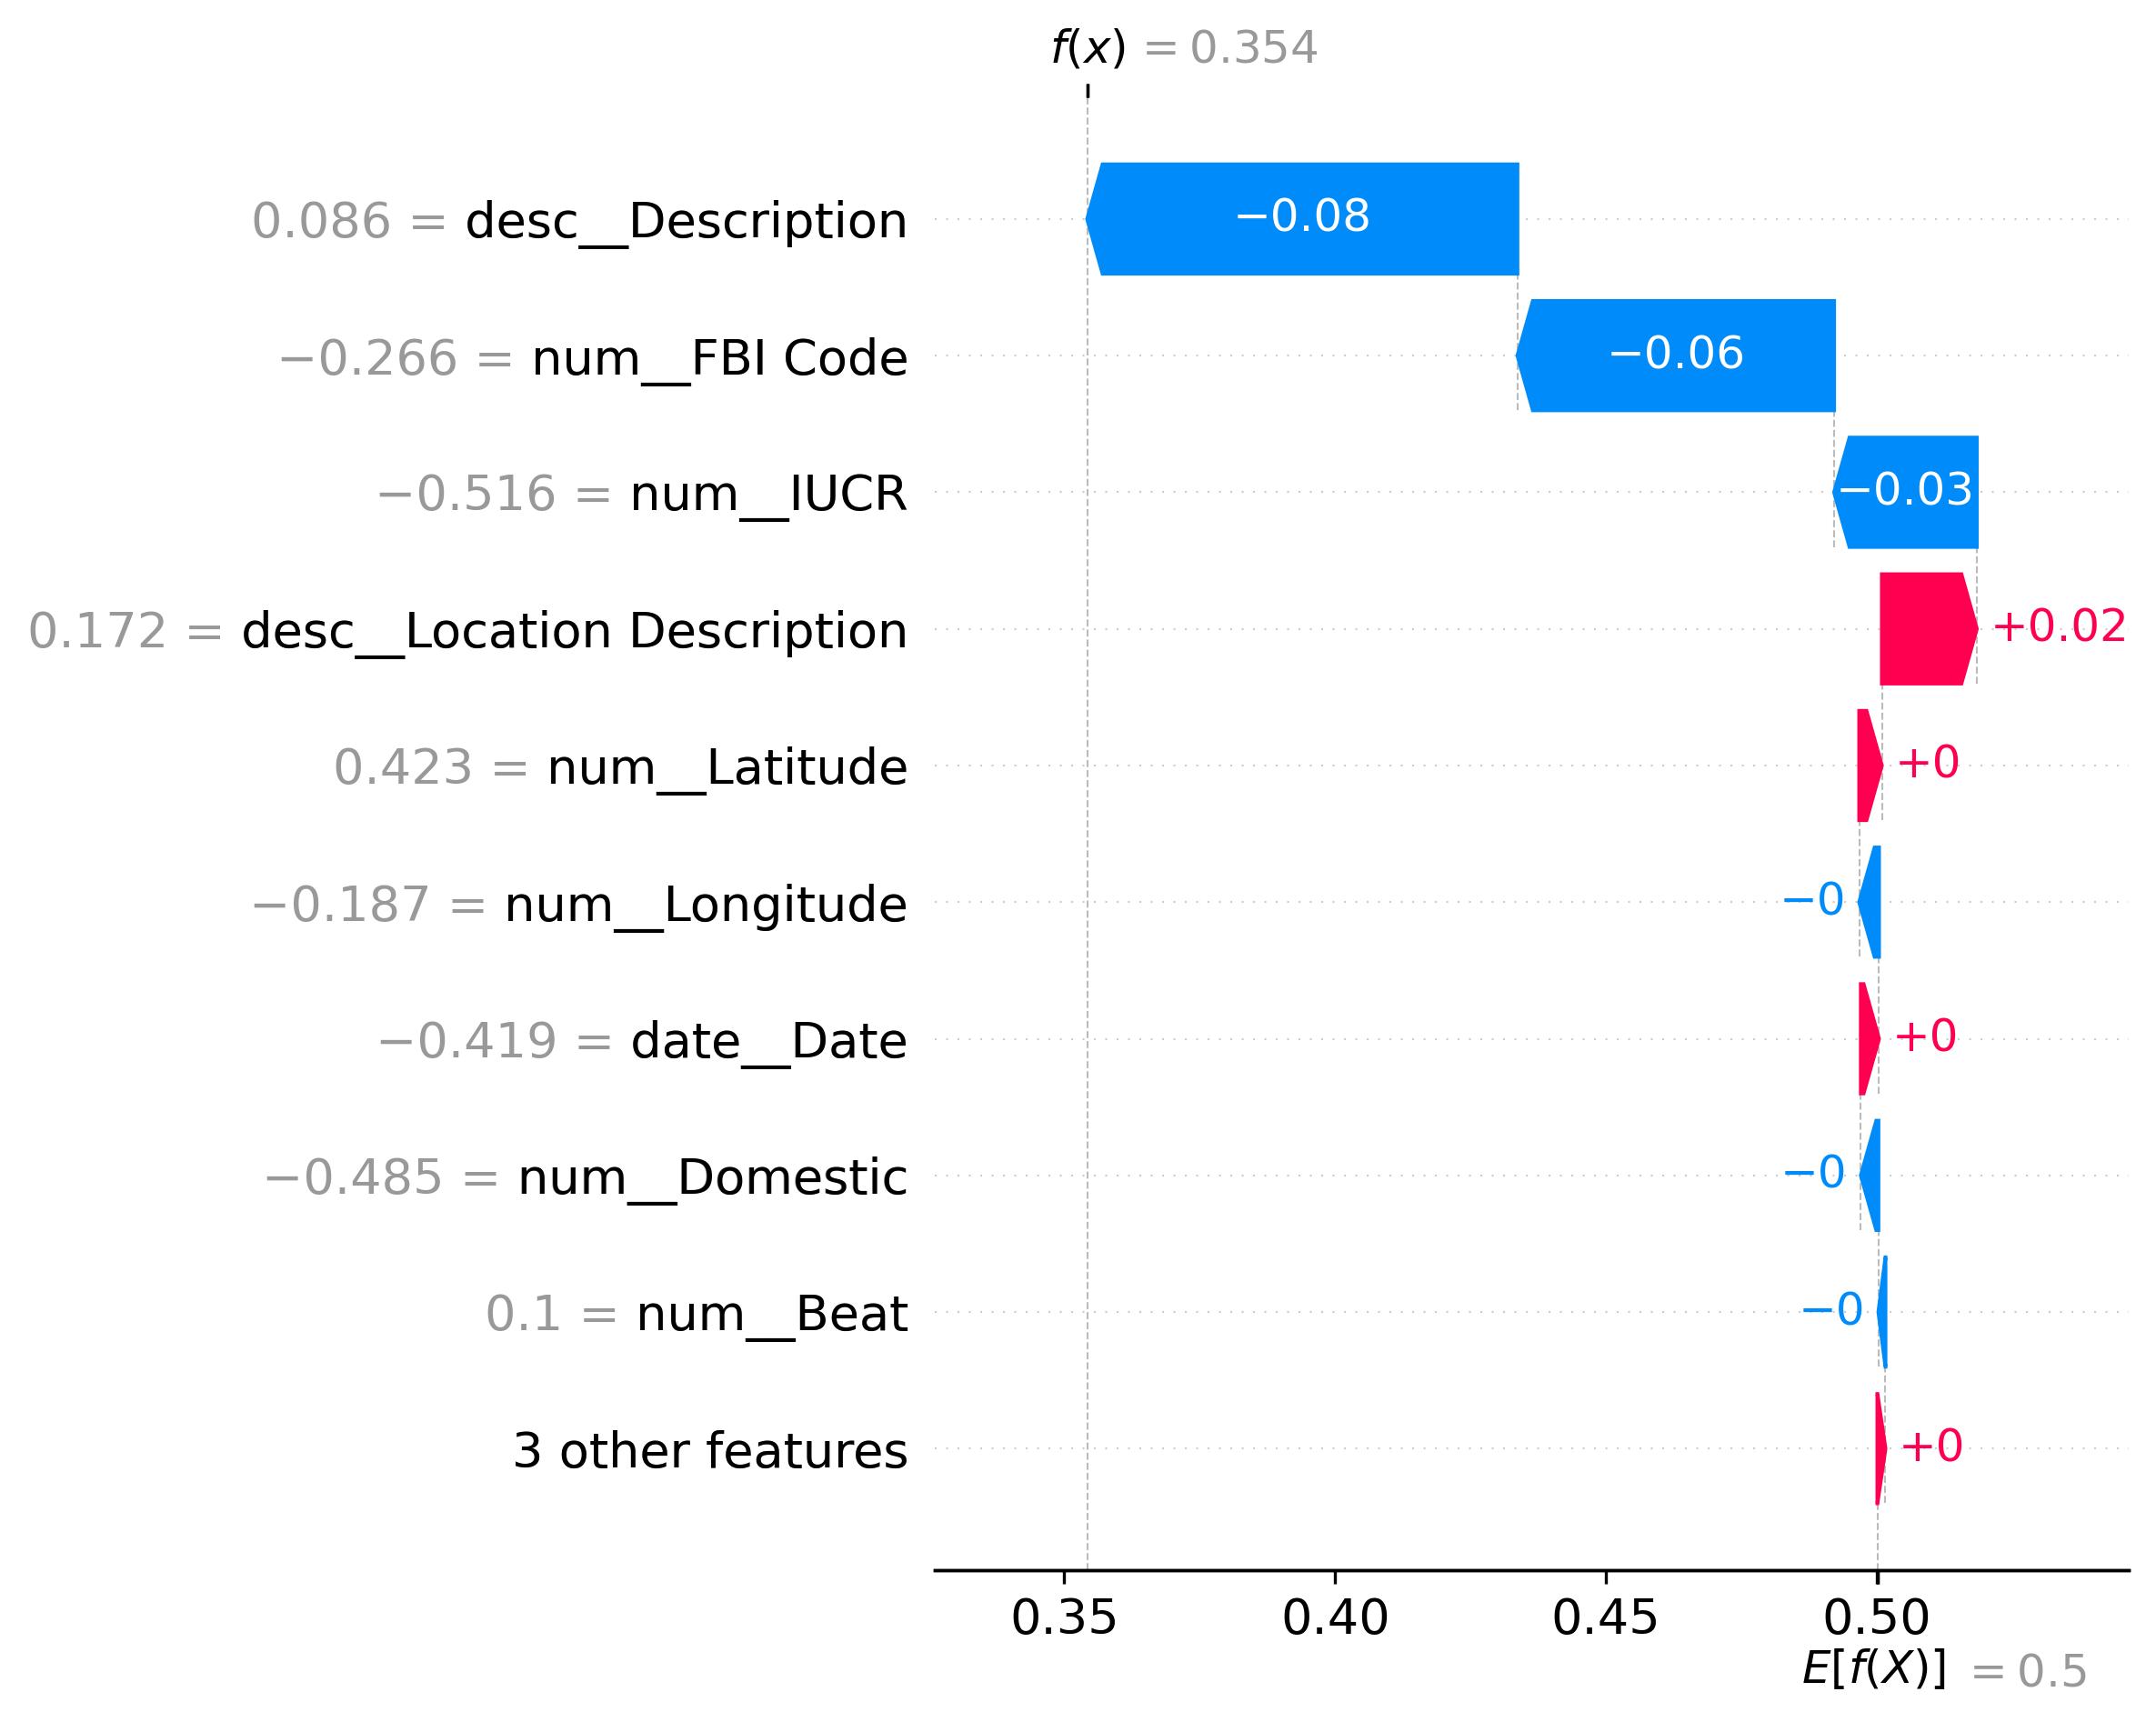 f(x) = 0.354
0.086 = desc__Description −0.08
−0.266 = num__FBI Code −0.06
−0.516 = num__IUCR −0.03
0.172 = desc__Location Description +0.02
0.423 = num__Latitude +0
−0.187 = num__Longitude −0
−0.419 = date__Date +0
−0.485 = num__Domestic −0
0.1 = num__Beat −0
3 other features +0
0.35 0.40 0.45 0.50
E[f(X)] = 0.5